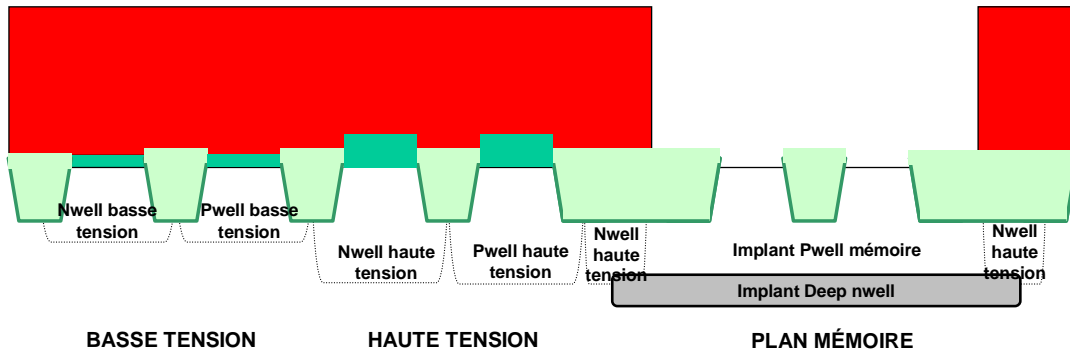 Nwell basse
tension
Pwell basse
tension
Nwell haute
tension
Pwell haute
tension
Nwell
haute
tension
Implant Pwell mémoire
Nwell
haute
tension
Implant Deep nwell
BASSE TENSION
HAUTE TENSION
PLAN MÉMOIRE